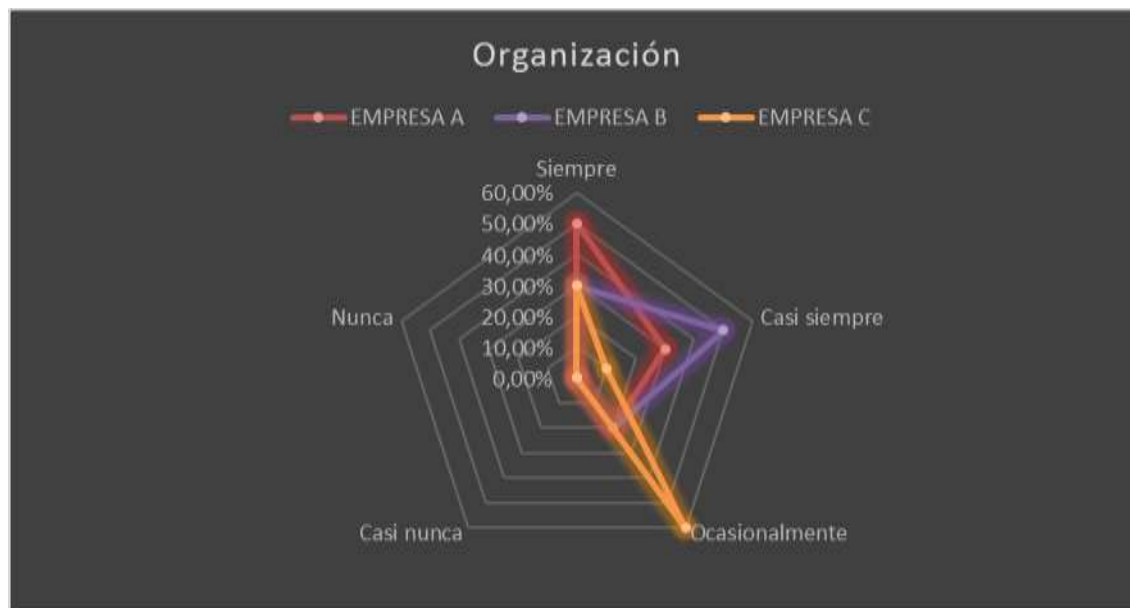 Organización
EMPRESA A EMPRESA B EMPRESA C
Siempre
60,00%
50,00%
40,00%
30,00%
20,00%
10,00%
0,00%
Casi siempre
Ocasionalmente
Casi nunca
Nunca